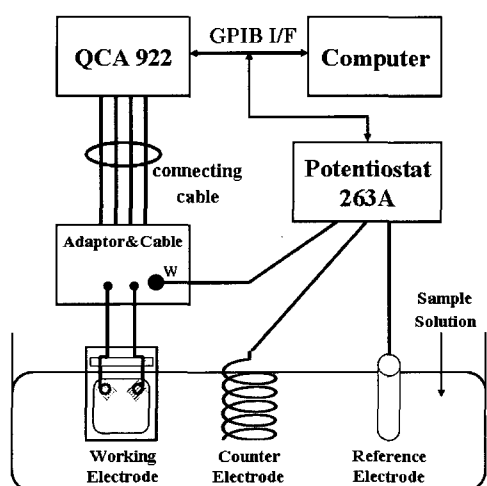 GPIB I/F
QCA 922
Computer
connecting
cable
Potentiostat
263A
Adaptor&Cable
W
Sample
Solution
Working
Electrode
Counter
Electrode
Reference
Electrode